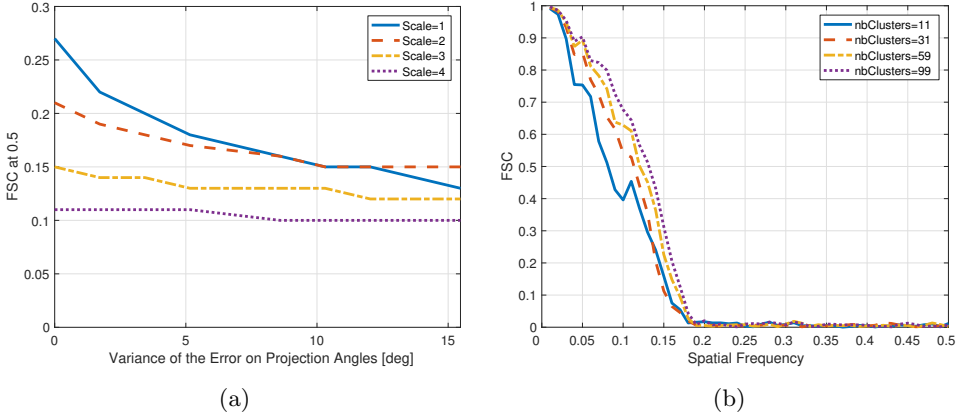 0.3
0.25
0.2
0.15
0.1
0.05
0
FSC at 0.5
0
5
10
15
Variance of the Error on Projection Angles [deg]
Scale=1
Scale=2
Scale=3
Scale=4
(a)
1
0.9
0.8
0.7
0.6
0.5
0.4
0.3
0.2
0.1
0
FSC
0
0.05
0.1
0.15
0.2
0.25
0.3
0.35
0.4
0.45
0.5
Spatial Frequency
nbClusters=11
nbClusters=31
nbClusters=59
nbClusters=99
(b)